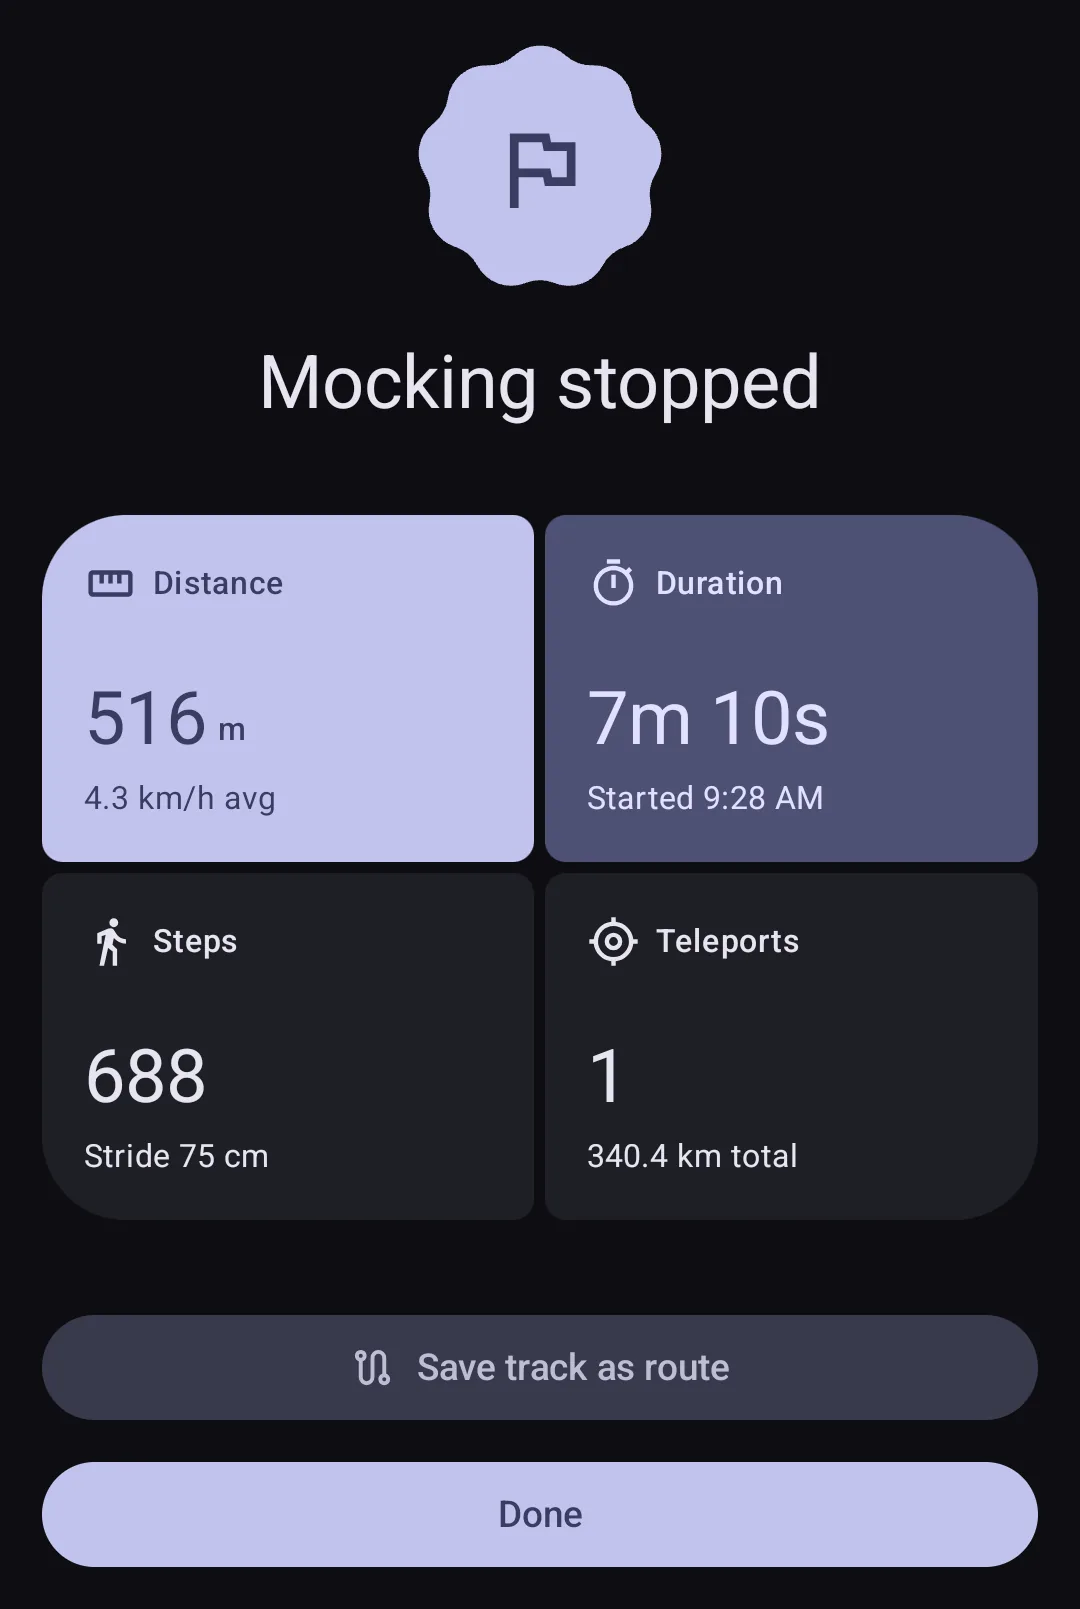 Mocking stopped
Distance
516 m
4.3 km/h avg
Duration
7m 10s
Started 9:28 AM
Steps
688
Stride 75 cm
Teleports
1
340.4 km total
Save track as route
Done